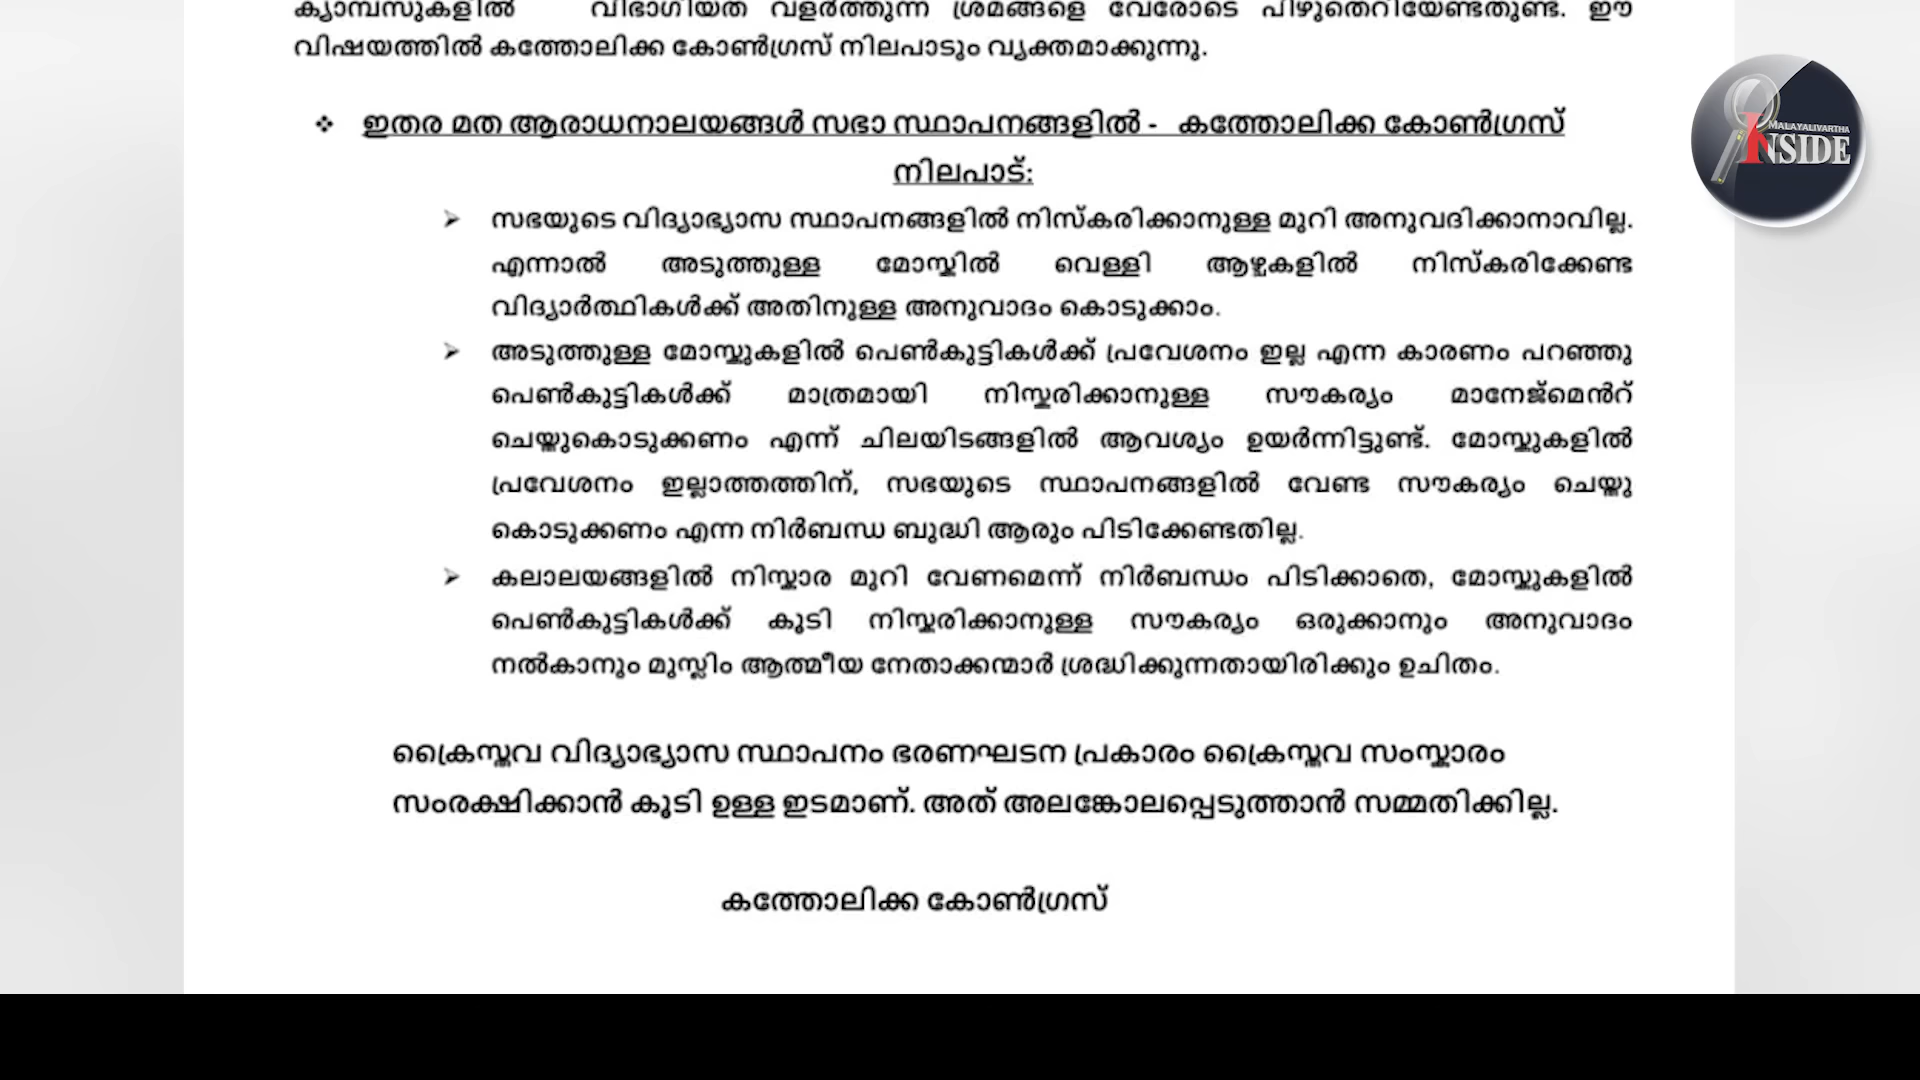 ക്യാമ്പസുകളിൽ വിഭാഗീയത വളർത്തുന്ന ശ്രമങ്ങളെ വേരോടെ പിഴുതെറിയേണ്ടതുണ്ട്. ഈ
വിഷയത്തിൽ കത്തോലിക്ക കോൺഗ്രസ് നിലപാടും വ്യക്തമാക്കുന്നു.
MALAYALIVARTHA
INSIDE
❖ ഇതര മത ആരാധനാലയങ്ങൾ സഭാ സ്ഥാപനങ്ങളിൽ - കത്തോലിക്ക കോൺഗ്രസ്
നിലപാട്:
➢ സഭയുടെ വിദ്യാഭ്യാസ സ്ഥാപനങ്ങളിൽ നിസ്കരിക്കാനുള്ള മുറി അനുവദിക്കാനാവില്ല.
എന്നാൽ അടുത്തുള്ള മോസ്കിൽ വെള്ളി ആഴ്ചകളിൽ നിസ്കരിക്കേണ്ട
വിദ്യാർത്ഥികൾക്ക് അതിനുള്ള അനുവാദം കൊടുക്കാം.
➢ അടുത്തുള്ള മോസ്കുകളിൽ പെൺകുട്ടികൾക്ക് പ്രവേശനം ഇല്ല എന്ന കാരണം പറഞ്ഞു
പെൺകുട്ടികൾക്ക് മാത്രമായി നിസ്കരിക്കാനുള്ള സൗകര്യം മാനേജ്മെൻറ്
ചെയ്തുകൊടുക്കണം എന്ന് ചിലയിടങ്ങളിൽ ആവശ്യം ഉയർന്നിട്ടുണ്ട്. മോസ്കുകളിൽ
പ്രവേശനം ഇല്ലാത്തത്തിന്, സഭയുടെ സ്ഥാപനങ്ങളിൽ വേണ്ട സൗകര്യം ചെയ്തു
കൊടുക്കണം എന്ന നിർബന്ധ ബുദ്ധി ആരും പിടിക്കേണ്ടതില്ല.
➢ കലാലയങ്ങളിൽ നിസ്കാര മുറി വേണമെന്ന് നിർബന്ധം പിടിക്കാതെ, മോസ്കുകളിൽ
പെൺകുട്ടികൾക്ക് കൂടി നിസ്കരിക്കാനുള്ള സൗകര്യം ഒരുക്കാനും അനുവാദം
നൽകാനും മുസ്ലിം ആത്മീയ നേതാക്കന്മാർ ശ്രദ്ധിക്കുന്നതായിരിക്കും ഉചിതം.
ക്രൈസ്തവ വിദ്യാഭ്യാസ സ്ഥാപനം ഭരണഘടന പ്രകാരം ക്രൈസ്തവ സംസ്കാരം
സംരക്ഷിക്കാൻ കൂടി ഉള്ള ഇടമാണ്. അത് അലങ്കോലപ്പെടുത്താൻ സമ്മതിക്കില്ല.
കത്തോലിക്ക കോൺഗ്രസ്